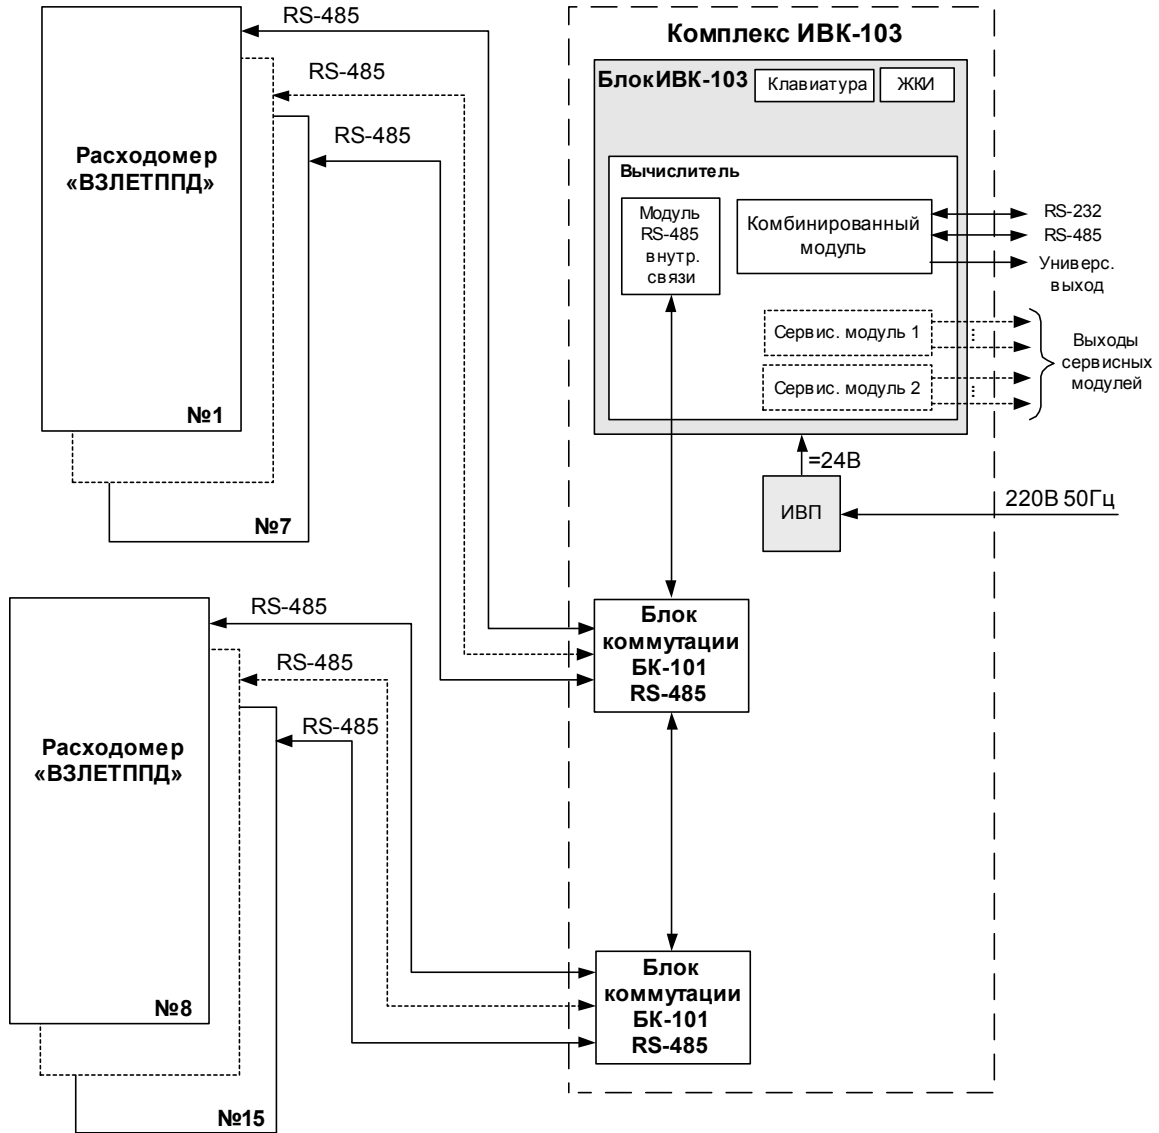 RS-485
RS-485
RS-485
Расходомер
«ВЗЛЕТППД»
№1
№7
Комплекс ИВК-103
БлокИВК-103
Клавиатура
ЖКИ
Вычислитель
Модуль
RS-485
внутр.
связи
Комбинированный
модуль
RS-232
RS-485
Универс.
выход
Сервис. модуль 1
Сервис. модуль 2
Выходы
сервисных
модулей
=24В
ИВП
220В 50Гц
RS-485
RS-485
RS-485
Расходомер
«ВЗЛЕТППД»
№8
№15
Блок
коммутации
БК-101
RS-485
Блок
коммутации
БК-101
RS-485